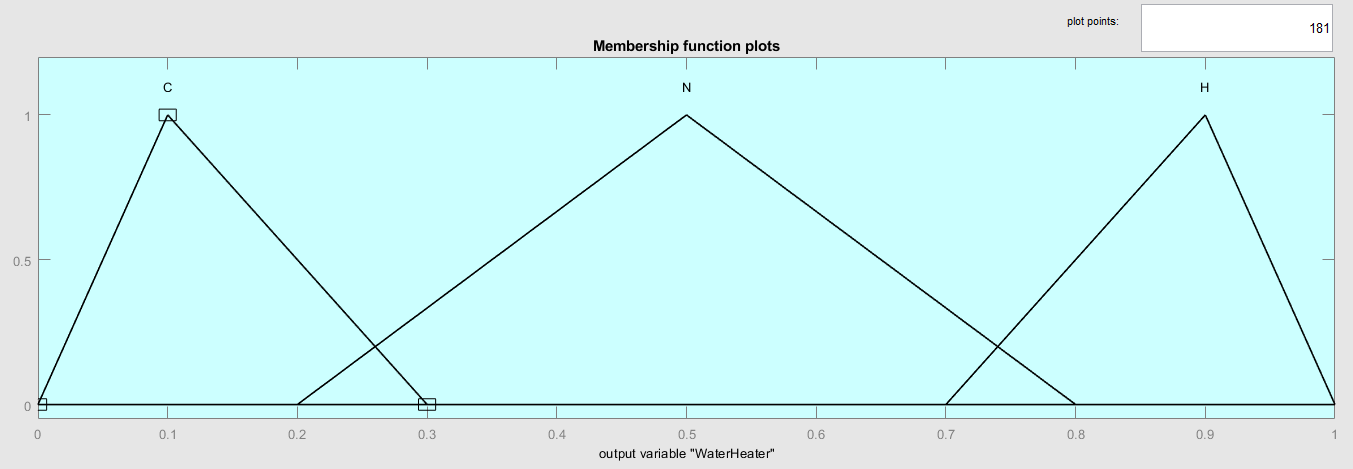 plot points:
181
Membership function plots
C N H
1
0.5
0
0 0.1 0.2 0.3 0.4 0.5 0.6 0.7 0.8 0.9 1
output variable "WaterHeater"